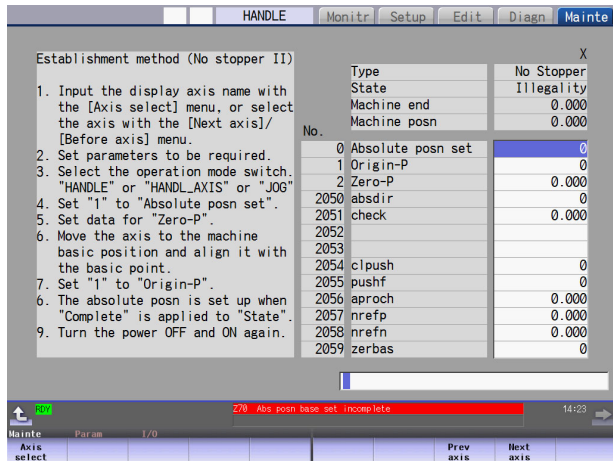 HANDLE Monitr Setup Edit Diagn Mainte
Establishment method (No stopper II)
1. Input the display axis name with
the [Axis select] menu, or select
the axis with the [Next axis]/
[Before axis] menu.
2. Set parameters to be required.
3. Select the operation mode switch.
"HANDLE" or "HANDL_AXIS" or "JOG"
4. Set "1" to "Absolute posn set".
5. Set data for "Zero-P".
6. Move the axis to the machine
basic position and align it with
the basic point.
7. Set "1" to "Origin-P".
6. The absolute posn is set up when
"Complete" is applied to "State".
9. Turn the power OFF and ON again.
X
Type No Stopper
State Illegality
Machine end 0.000
Machine posn 0.000
No.
0 Absolute posn set 0
1 Origin-P 0
2 Zero-P 0.000
2050 absdir 0
2051 check 0.000
2052
2053
2054 clpush 0
2055 pushf 0
2056 aproch 0.000
2057 nrefp 0.000
2058 nrefn 0.000
2059 zerbas 0
RDY Z70 Abs posn base set incomplete 14:23
Mainte Param I/O
Axis select Prev axis Next axis